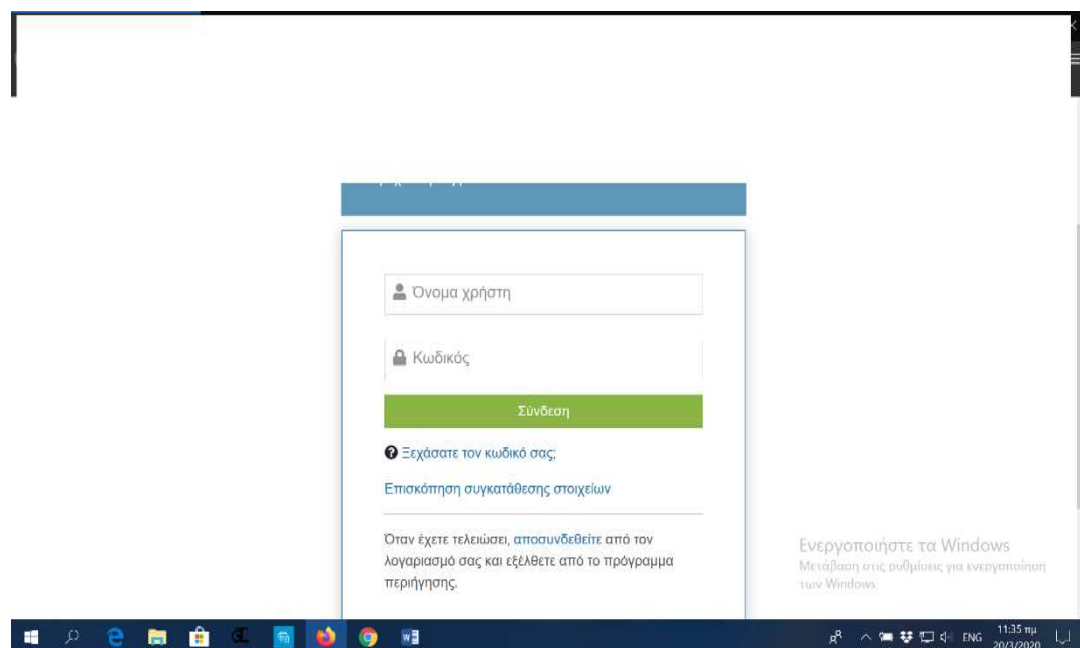 Όνομα χρήστη
Κωδικός
Σύνδεση
Ξεχάσατε τον κωδικό σας;
Επισκόπηση συγκατάθεσης στοιχείων
Όταν έχετε τελειώσει, αποσυνδεθείτε από τον
λογαριασμό σας και εξέλθετε από το πρόγραμμα
περιήγησης.
Ενεργοποιήστε τα Windows
Μετάβαση στις ρυθμίσεις για ενεργοποίηση
των Windows.
ENG
11:35 πμ
20/3/2020